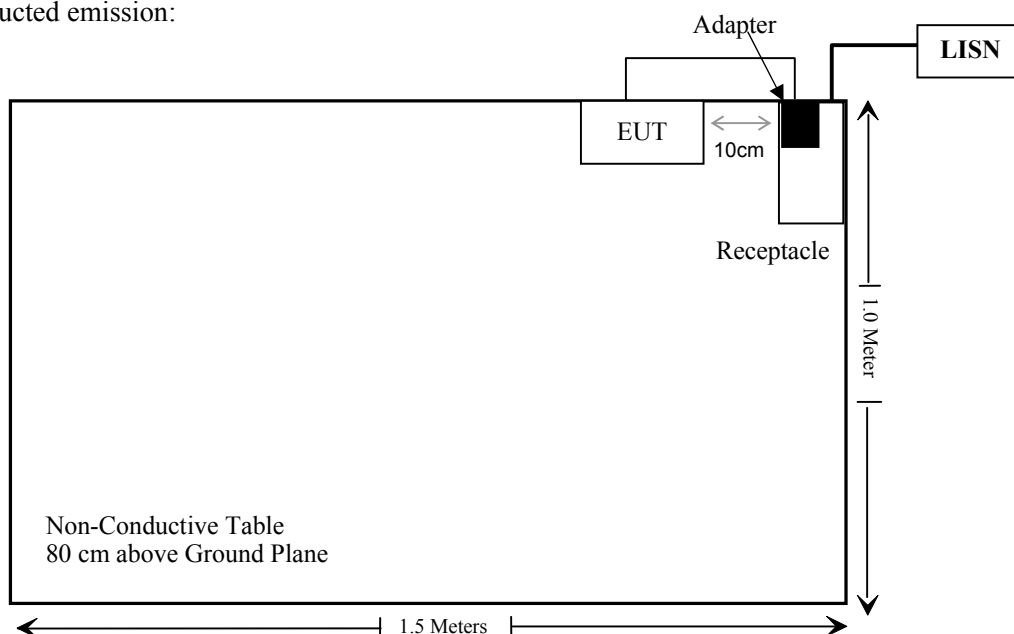 ucted emission:
Adapter
LISN
EUT
10cm
Receptacle
1.0 Meter
Non-Conductive Table
80 cm above Ground Plane
1.5 Meters